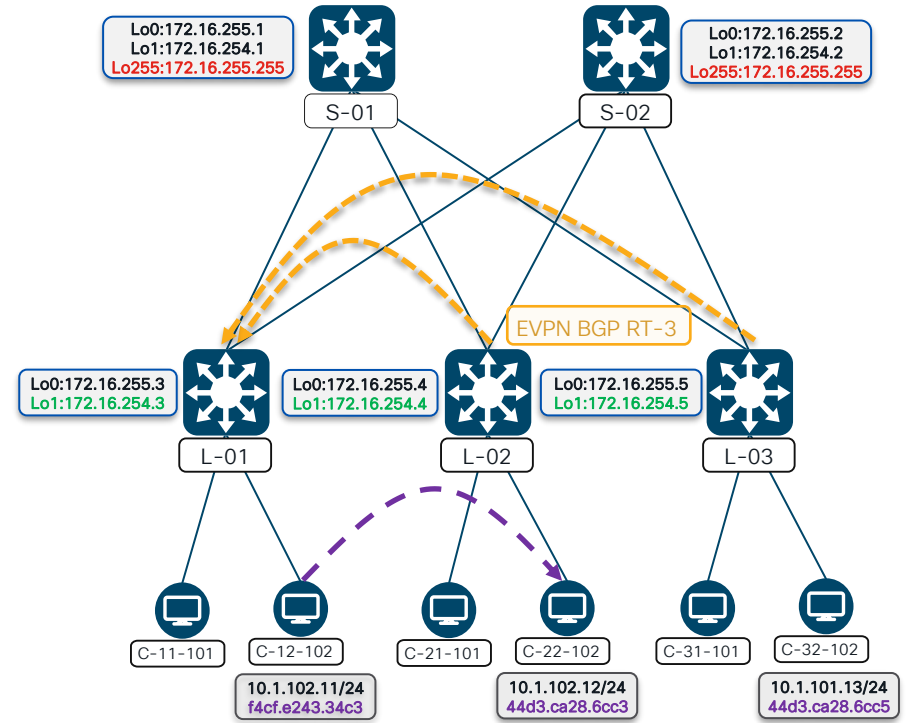 Lo0:172.16.255.1
Lo1:172.16.254.1
Lo255:172.16.255.255
Lo0:172.16.255.2
Lo1:172.16.254.2
Lo255:172.16.255.255
S-01
S-02
EVPN BGP RT-3
Lo0:172.16.255.3
Lo1:172.16.254.3
Lo0:172.16.255.4
Lo1:172.16.254.4
Lo0:172.16.255.5
Lo1:172.16.254.5
L-01
L-02
L-03
C-11-101
C-12-102
C-21-101
C-22-102
C-31-101
C-32-102
10.1.102.11/24
f4cf.e243.34c3
10.1.102.12/24
44d3.ca28.6cc3
10.1.101.13/24
44d3.ca28.6cc5